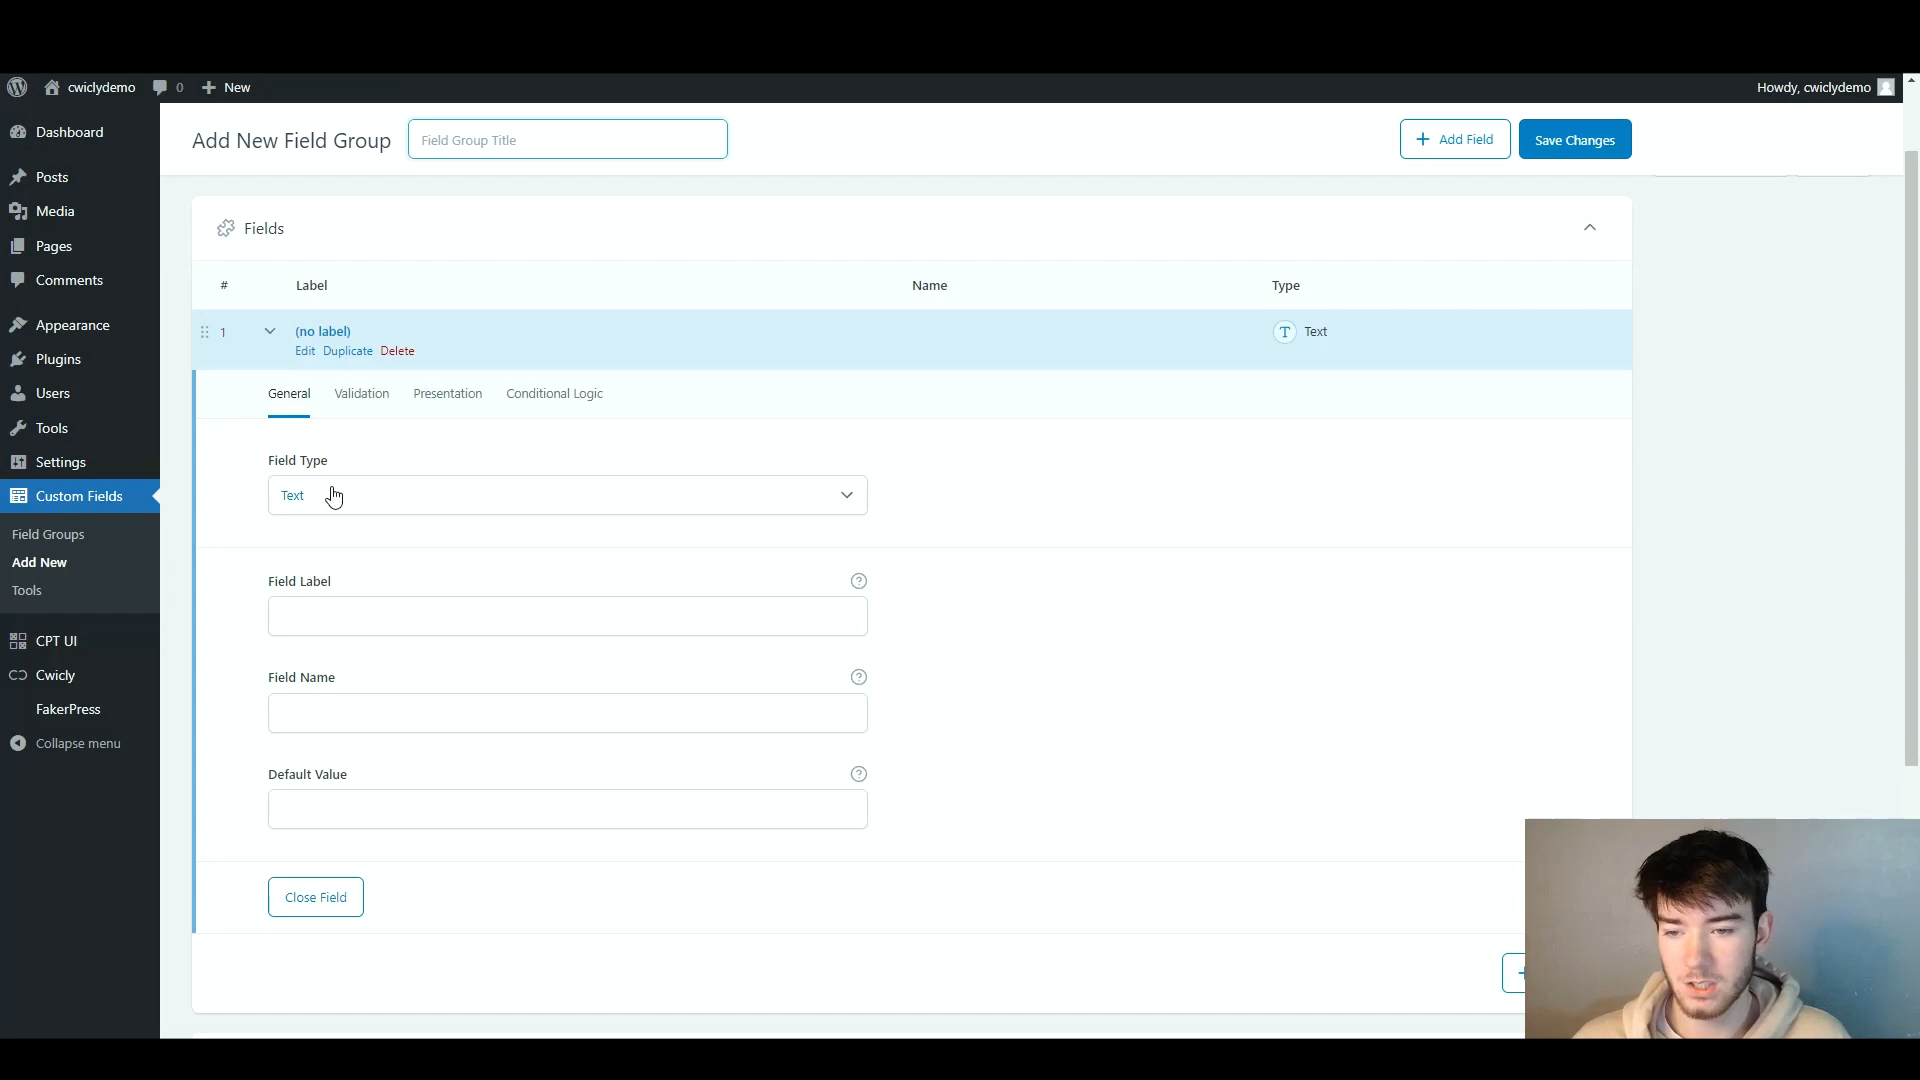 cwiclydemo
0
New
Howdy, cwiclydemo
Dashboard
Posts
Media
Pages
Comments
Appearance
Plugins
Users
Tools
Settings
Custom Fields
Field Groups
Add New
Tools
CPT UI
Cwicly
FakerPress
Collapse menu
Add New Field Group
Field Group Title
+ Add Field
Save Changes
Fields
# Label Name Type
1 (no label) T Text
Edit Duplicate Delete
General Validation Presentation Conditional Logic
Field Type
Text
Field Label ?
Field Name ?
Default Value ?
Close Field
+